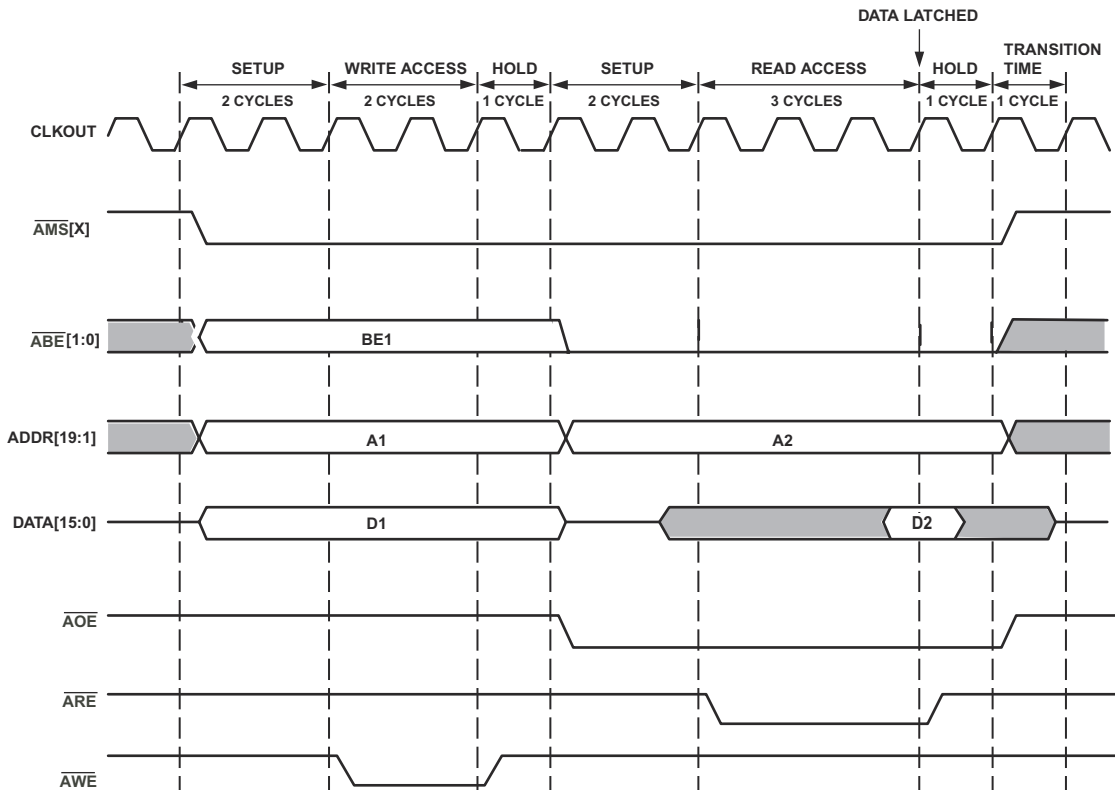 DATA LATCHED
SETUP WRITE ACCESS HOLD SETUP READ ACCESS HOLD TRANSITION TIME
2 CYCLES 2 CYCLES 1 CYCLE 2 CYCLES 3 CYCLES 1 CYCLE 1 CYCLE
CLKOUT
AMS[X]
ABE[1:0] BE1
ADDR[19:1] A1 A2
DATA[15:0] D1 D2
AOE
ARE
AWE